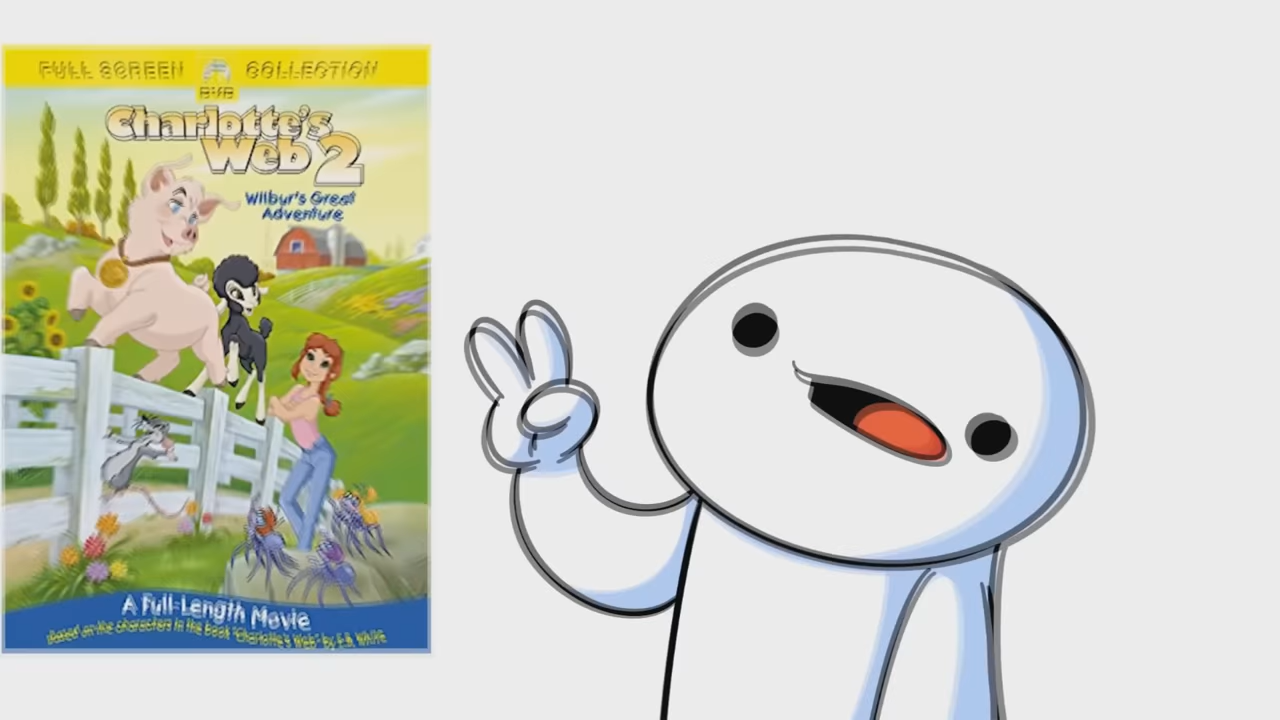 FULL SCREEN COLLECTION
DVD
Charlotte's
Web 2
Wilbur's Great
Adventure
A Full-Length Movie
Based on the characters in the book "Charlotte's Web" by E.B. White